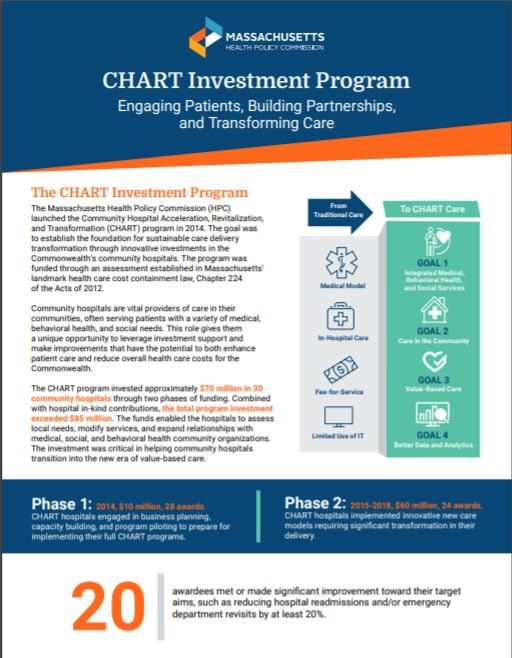 MASSACHUSETTS
HEALTH POLICY COMMISSION
CHART Investment Program
Engaging Patients, Building Partnerships,
and Transforming Care
The CHART Investment Program
The Massachusetts Health Policy Commission (HPC)
launched the Community Hospital Acceleration, Revitalization,
and Transformation (CHART) program in 2014. The goal was
to establish the foundation for sustainable care delivery
transformation through innovative investments in the
Commonwealth's community hospitals. The program was
funded through an assessment established in Massachusetts'
landmark health care cost containment law, Chapter 224
of the Acts of 2012.
Community hospitals are vital providers of care in their
communities, often serving patients with a variety of medical,
behavioral health, and social needs. This role gives them
a unique opportunity to leverage investment support and
make improvements that have the potential to both enhance
patient care and reduce overall health care costs for the
Commonwealth.
The CHART program invested approximately $70 million in 30
community hospitals through two phases of funding. Combined
with hospital in-kind contributions, the total program investment
exceeded $85 million. The funds enabled the hospitals to assess
local needs, modify services, and expand relationships with
medical, social, and behavioral health community organizations.
The investment was critical in helping community hospitals
transition into the new era of value-based care.
From
Traditional Care
To CHART Care
Medical Model
GOAL 1
Integrated Medical,
Behavioral Health,
and Social Services
In-Hospital Care
GOAL 2
Care in the Community
Fee-for-Service
GOAL 3
Value-Based Care
Limited Use of IT
GOAL 4
Better Data and Analytics
Phase 1: 2014, $10 million, 28 awards.
CHART hospitals engaged in business planning,
capacity building, and program piloting to prepare for
implementing their full CHART programs.
Phase 2: 2015-2018, $60 million, 24 awards.
CHART hospitals implemented innovative new care
models requiring significant transformation in their
delivery.
20
awardees met or made significant improvement toward their target
aims, such as reducing hospital readmissions and/or emergency
department revisits by at least 20%.